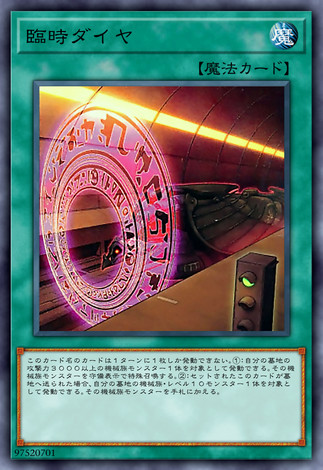 臨時ダイヤ
魔
【魔法カード】
このカード名のカードは1ターンに1枚しか発動できない。①:自分の墓地の
攻撃力3000以上の機械族モンスター1体を対象として発動できる。その機
械族モンスターを守備表示で特殊召喚する。②:セットされたこのカードが墓
地へ送られた場合、自分の墓地の機械族・レベル10モンスター1体を対象と
して発動できる。そのモンスターを手札に加える。
97520701